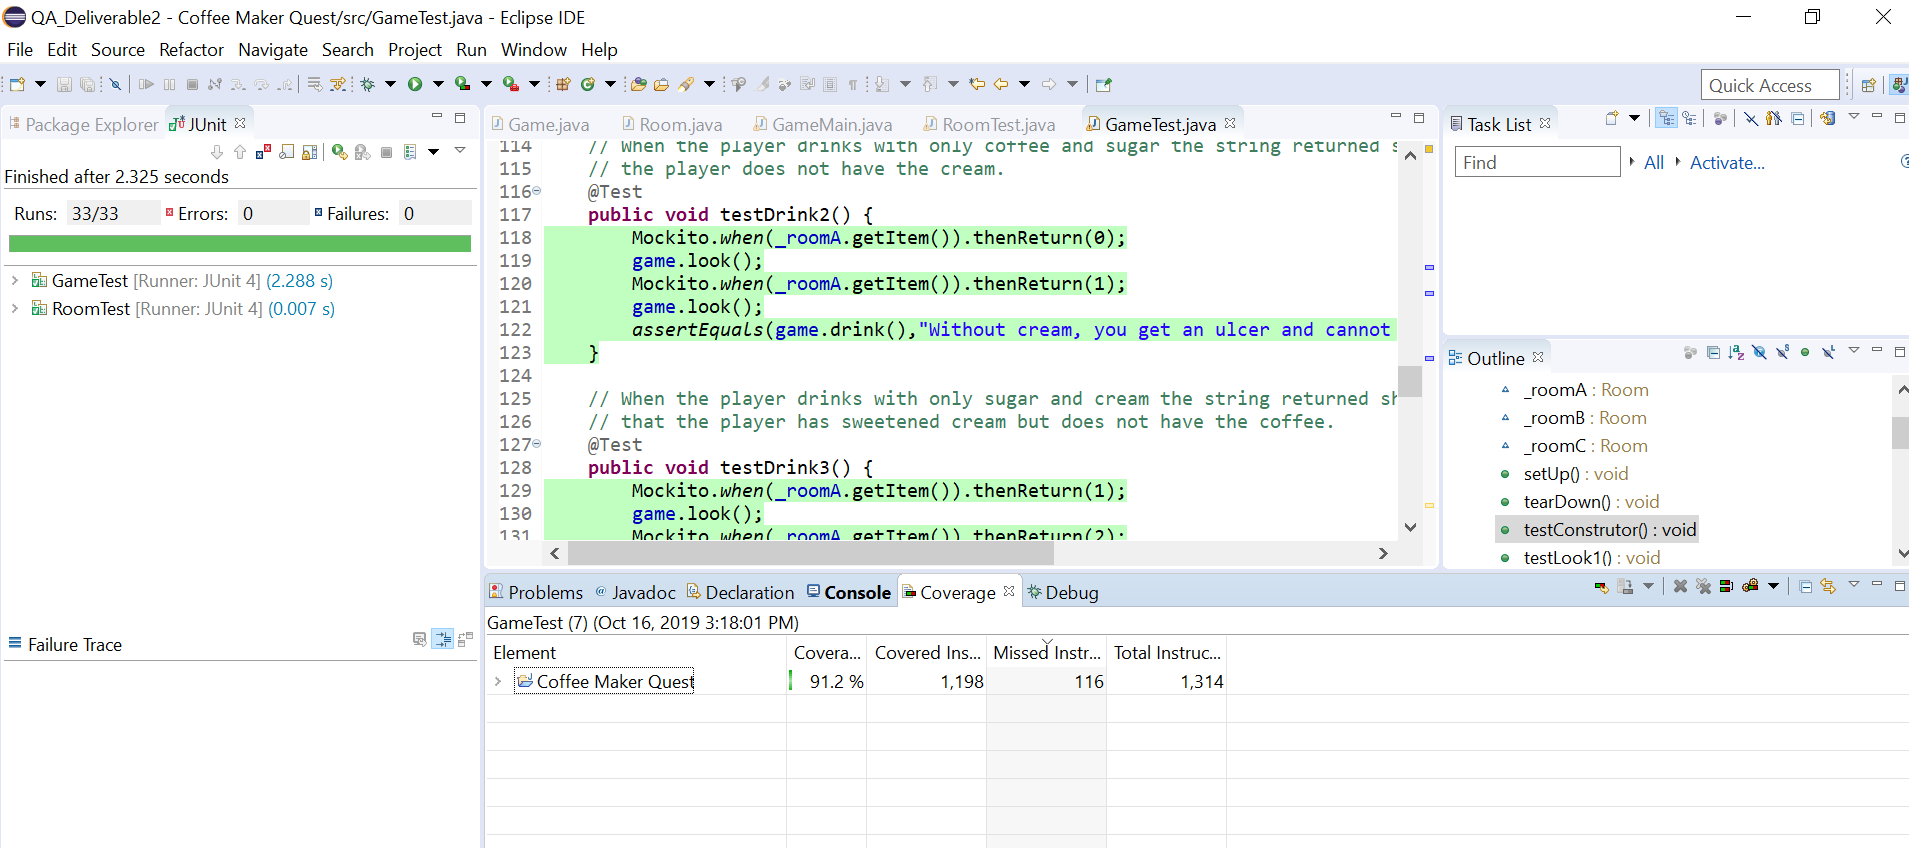 QA_Deliverable2 - Coffee Maker Quest/src/GameTest.java - Eclipse IDE
File Edit Source Refactor Navigate Search Project Run Window Help
Quick Access
Package Explorer JUnit
Finished after 2.325 seconds
Runs: 33/33 Errors: 0 Failures: 0
GameTest [Runner: JUnit 4] (2.288 s)
RoomTest [Runner: JUnit 4] (0.007 s)
Failure Trace
Game.java Room.java GameMain.java RoomTest.java GameTest.java
114 // When the player drinks with only coffee and sugar the string returned s
115 // the player does not have the cream.
116 @Test
117 public void testDrink2() {
118 Mockito.when(_roomA.getItem()).thenReturn(0);
119 game.look();
120 Mockito.when(_roomA.getItem()).thenReturn(1);
121 game.look();
122 assertEquals(game.drink(),"Without cream, you get an ulcer and cannot
123 }
124
125 // When the player drinks with only sugar and cream the string returned sh
126 // that the player has sweetened cream but does not have the coffee.
127 @Test
128 public void testDrink3() {
129 Mockito.when(_roomA.getItem()).thenReturn(1);
130 game.look();
131 Mockito.when(_roomA.getItem()).thenReturn(2);
Task List
Find All Activate...
Outline
_roomA : Room
_roomB : Room
_roomC : Room
setUp() : void
tearDown() : void
testConstrutor() : void
testLook1() : void
Problems @ Javadoc Declaration Console Coverage Debug
GameTest (7) (Oct 16, 2019 3:18:01 PM)
Element Covera... Covered Ins... Missed Instr... Total Instruc...
Coffee Maker Quest 91.2 % 1,198 116 1,314